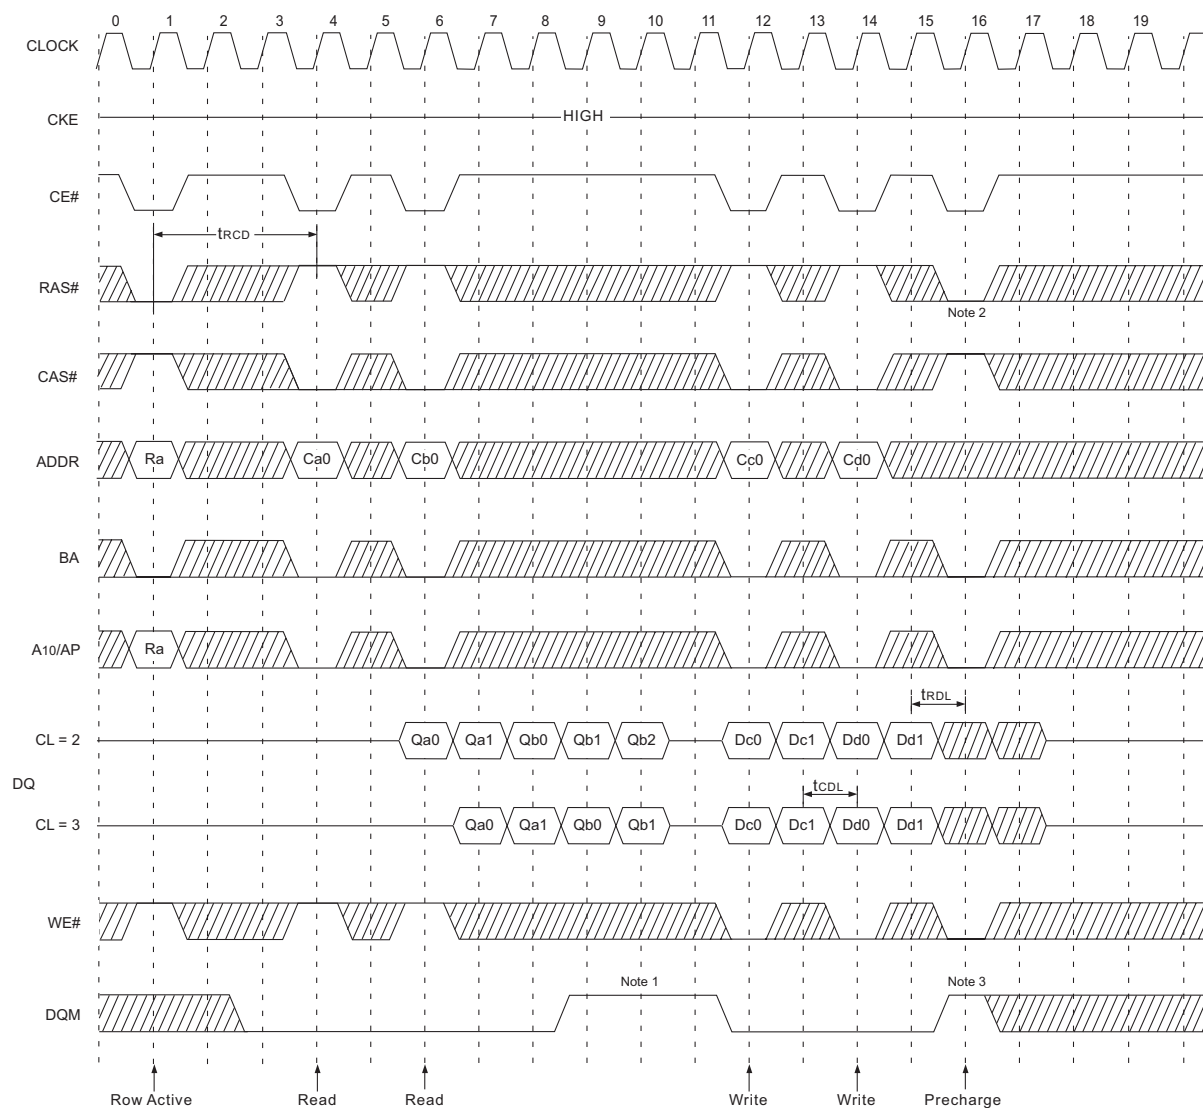 0 1 2 3 4 5 6 7 8 9 10 11 12 13 14 15 16 17 18 19
CLOCK
CKE HIGH
CE#
tRCD
RAS#
Note 2
CAS#
ADDR Ra Ca0 Cb0 Cc0 Cd0
BA
A10/AP Ra
tRDL
CL = 2 Qa0 Qa1 Qb0 Qb1 Qb2 Dc0 Dc1 Dd0 Dd1
DQ
tCDL
CL = 3 Qa0 Qa1 Qb0 Qb1 Dc0 Dc1 Dd0 Dd1
WE#
Note 1 Note 3
DQM
Row Active Read Read Write Write Precharge